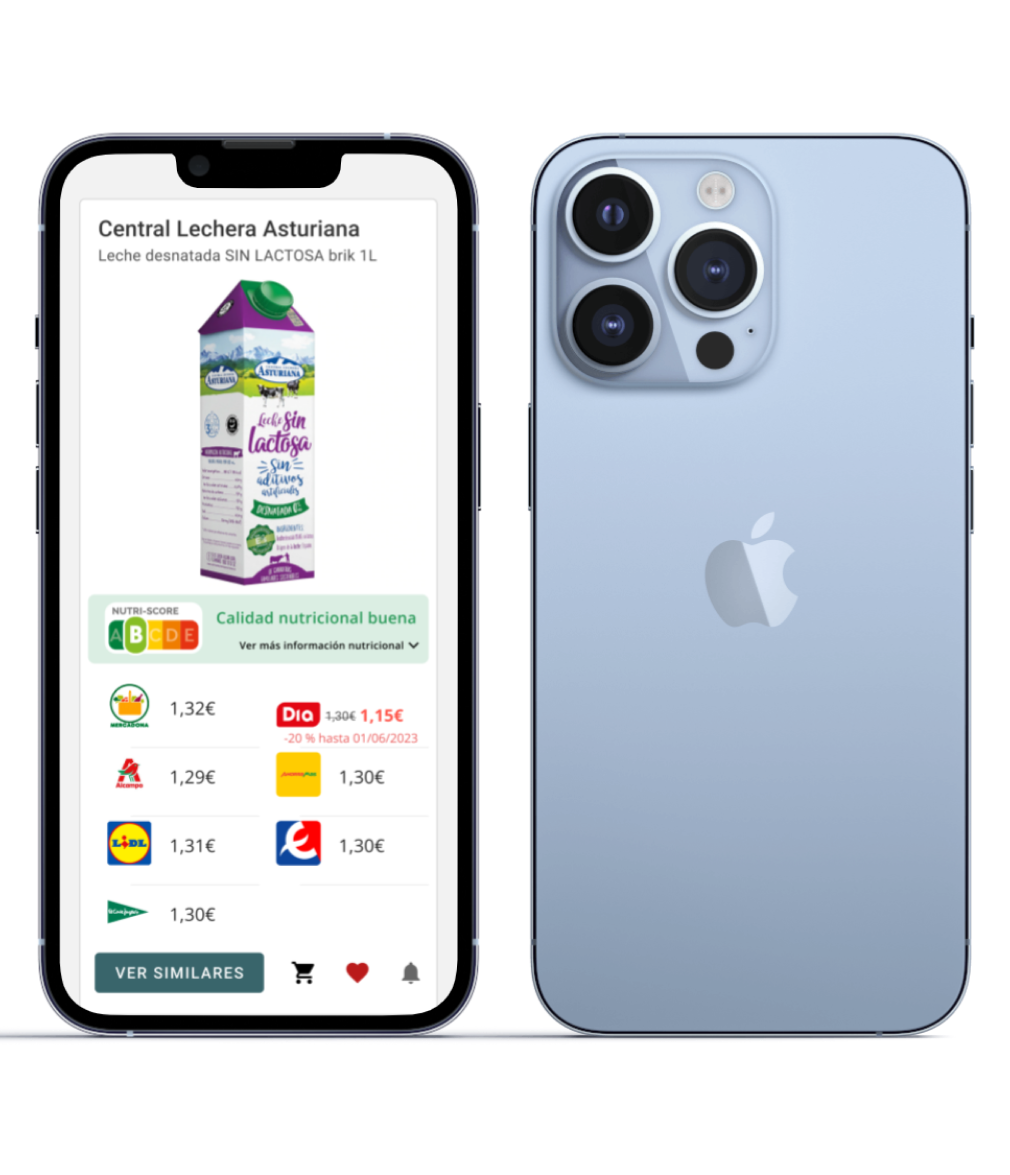 Central Lechera Asturiana
Leche desnatada SIN LACTOSA brik 1L
ASTURIANA
ASTURIANA
Leche sin
lactosa
Sin
aditivos
artificiales
DESNATADA 0%
NUTRI-SCORE
A B C D E
Calidad nutricional buena
Ver más información nutricional
MERCADONA
1,32€
Dia 1,30€ 1,15€
-20 % hasta 01/06/2023
Alcampo
1,29€
1,30€
LIDL
1,31€
1,30€
El Corte Inglés
1,30€
VER SIMILARES